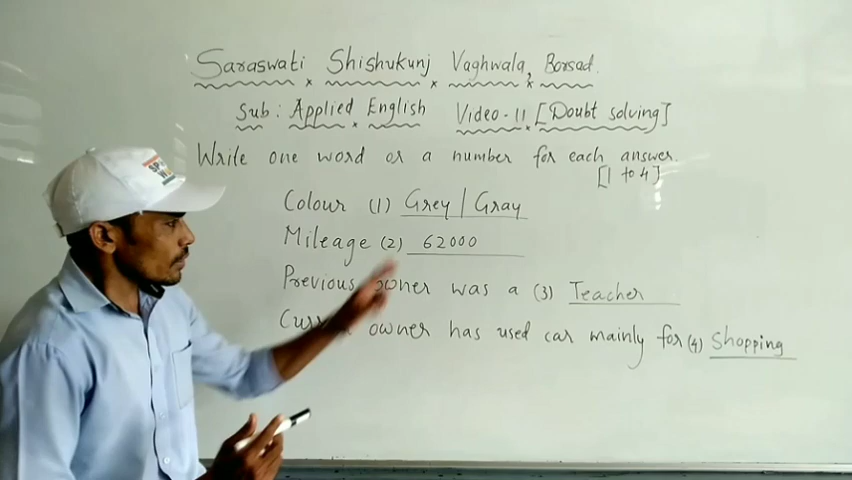 Saraswati Shishukunj Vaghwala, Borsad.
Sub : Applied English Video - 11 [Doubt solving]
Write one word or a number for each answer.
[1 to 4]
Colour (1) Grey / Gray
Mileage (2) 62000
Previous owner was a (3) Teacher
owner has used car mainly for (4) Shopping